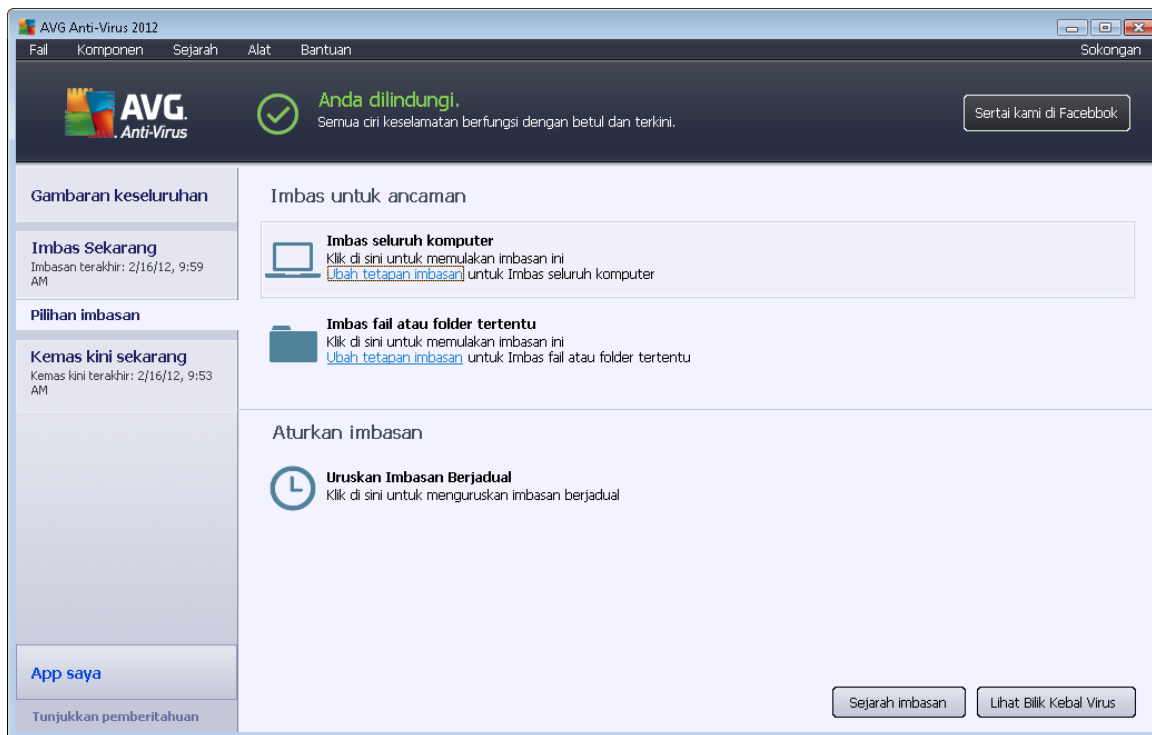 AVG Anti-Virus 2012
Fail Komponen Sejarah Alat Bantuan Sokongan
AVG.
Anti-Virus
Anda dilindungi.
Semua ciri keselamatan berfungsi dengan betul dan terkini.
Sertai kami di Facebbok
Gambaran keseluruhan
Imbas Sekarang
Imbasan terakhir: 2/16/12, 9:59
AM
Pilihan imbasan
Kemas kini sekarang
Kemas kini terakhir: 2/16/12, 9:53
AM
App saya
Tunjukkan pemberitahuan
Imbas untuk ancaman
Imbas seluruh komputer
Klik di sini untuk memulakan imbasan ini
Ubah tetapan imbasan untuk Imbas seluruh komputer
Imbas fail atau folder tertentu
Klik di sini untuk memulakan imbasan ini
Ubah tetapan imbasan untuk Imbas fail atau folder tertentu
Aturkan imbasan
Uruskan Imbasan Berjadual
Klik di sini untuk menguruskan imbasan berjadual
Sejarah imbasan
Lihat Bilik Kebal Virus